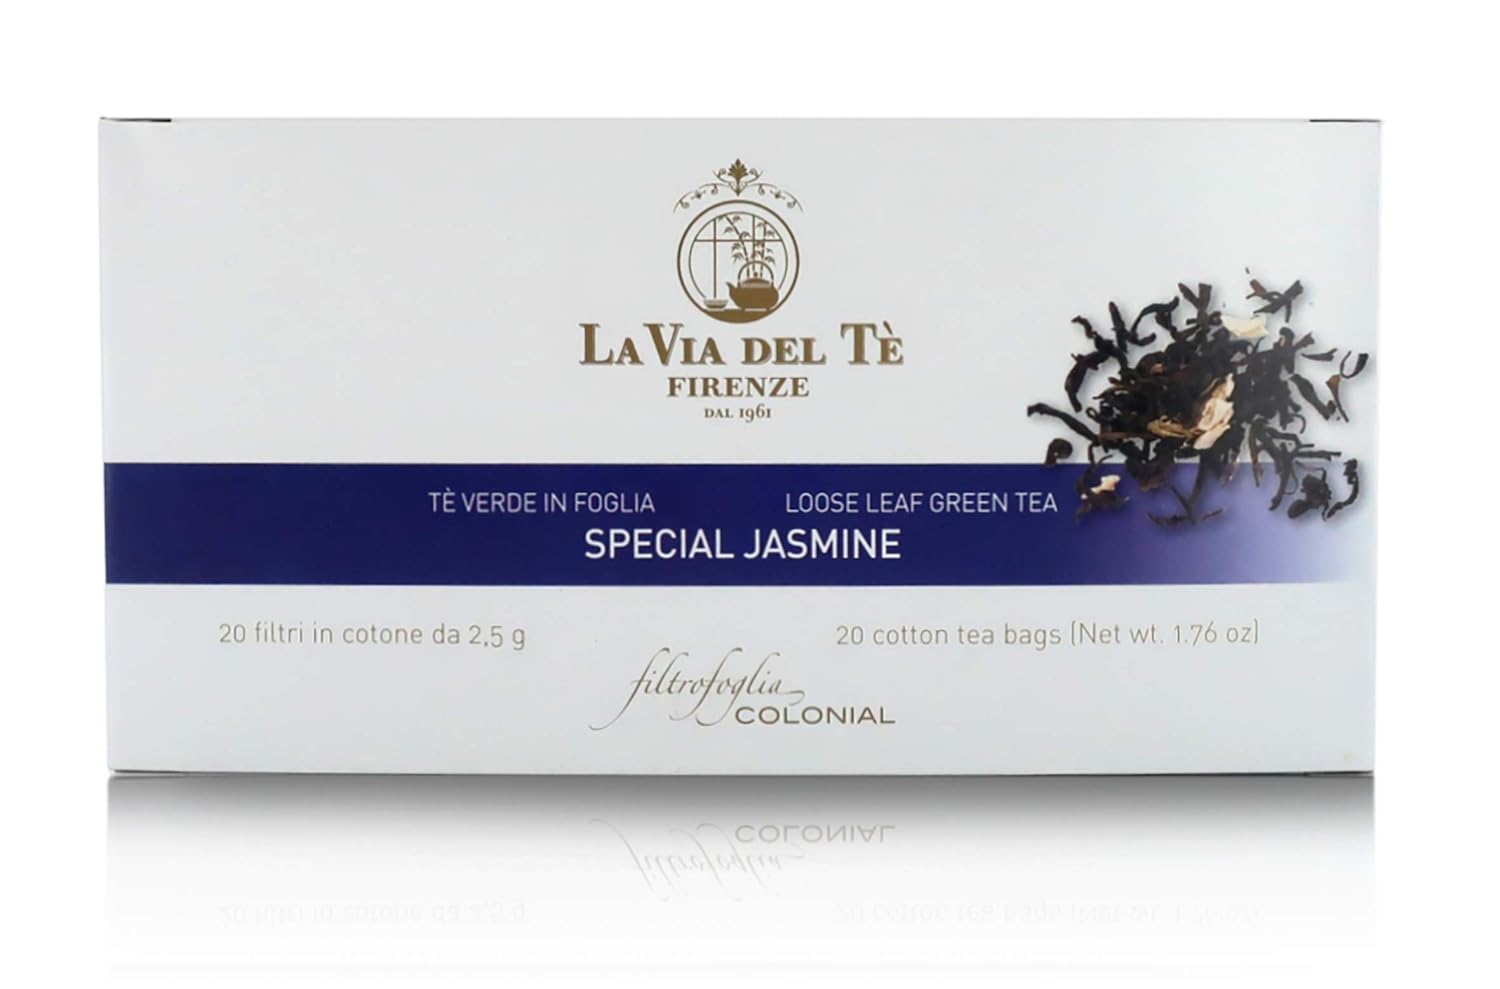 LA VIA DEL TÈ
FIRENZE
DAL 1961
TÈ VERDE IN FOGLIA LOOSE LEAF GREEN TEA
SPECIAL JASMINE
20 filtri in cotone da 2,5 g 20 cotton tea bags (Net wt. 1.76 oz)
filtrofoglia
COLONIAL